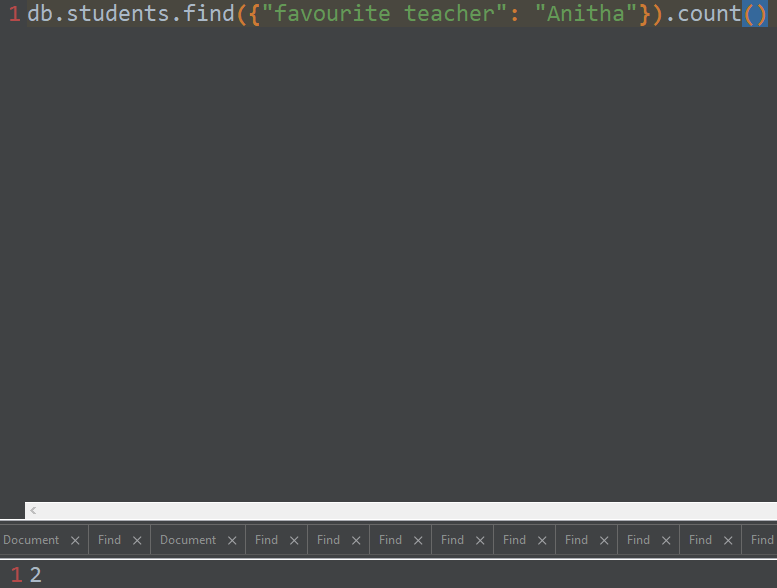 1 db.students.find({"favourite teacher": "Anitha"}).count()
<
Document × Find × Document × Find × Find × Find × Find × Find × Find × Find × Find × Find
1 2